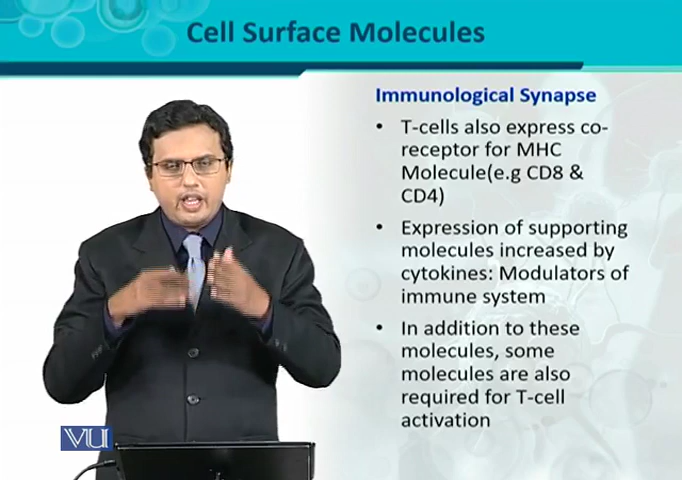 Cell Surface Molecules
Immunological Synapse
• T-cells also express co-
receptor for MHC
Molecule(e.g CD8 &
CD4)
• Expression of supporting
molecules increased by
cytokines: Modulators of
immune system
• In addition to these
molecules, some
molecules are also
required for T-cell
activation
VU